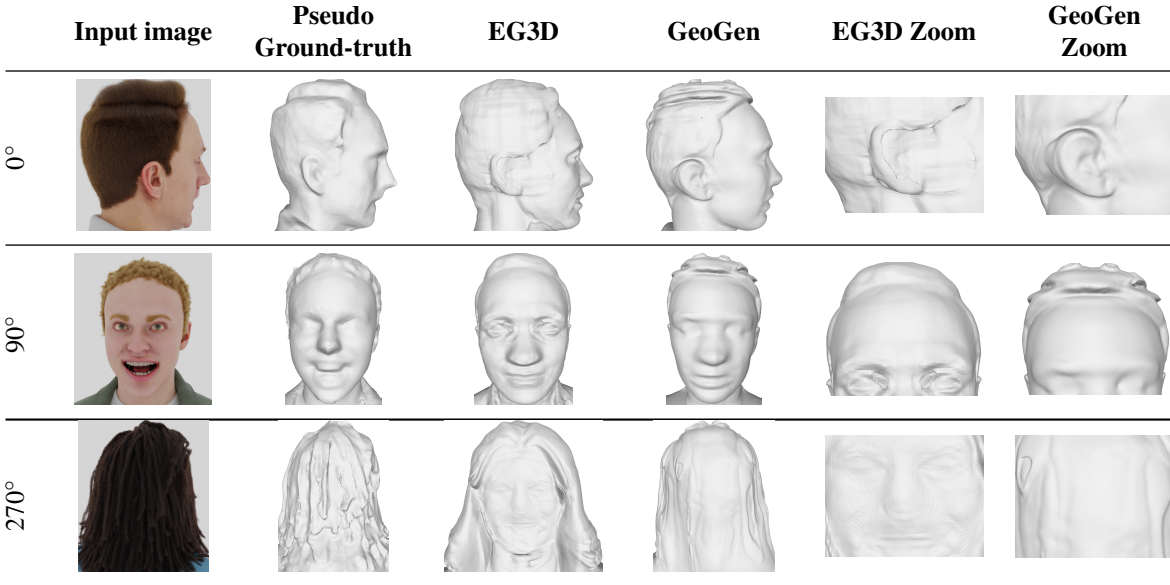 Input image
Pseudo
Ground-truth
EG3D
GeoGen
EG3D Zoom
GeoGen
Zoom
0°
90°
270°